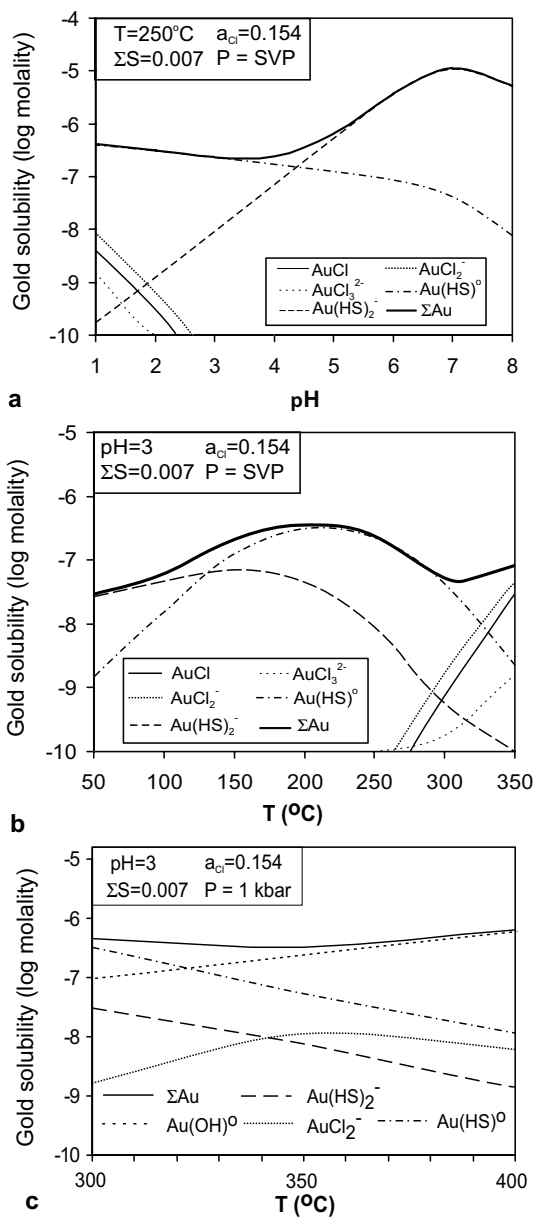 -4
T=250°C a_Cl=0.154
ΣS=0.007 P = SVP
-5
-6
-7
-8
-9
-10
Gold solubility (log molality)
AuCl AuCl₂⁻
AuCl₃²⁻ Au(HS)°
Au(HS)₂⁻ ΣAu
1 2 3 4 5 6 7 8
a pH
-5
pH=3 a_Cl=0.154
ΣS=0.007 P = SVP
-6
-7
-8
-9
-10
Gold solubility (log molality)
AuCl AuCl₃²⁻
AuCl₂⁻ Au(HS)°
Au(HS)₂⁻ ΣAu
50 100 150 200 250 300 350
b T (°C)
-5
pH=3 a_Cl=0.154
ΣS=0.007 P = 1 kbar
-6
-7
-8
-9
-10
Gold solubility (log molality)
ΣAu Au(HS)₂⁻
Au(OH)° AuCl₂⁻ Au(HS)°
300 350 400
c T (°C)